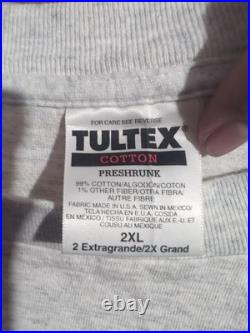 FOR CARE SEE REVERSE
TULTEX
COTTON
PRESHRUNK
99% COTTON/ALGODÓN/COTON
1% OTHER FIBER/OTRA FIBRA
AUTRE FIBRE
FABRIC MADE IN U.S.A. SEWN IN MEXICO/
TELA HECHA EN E.U.A. COSIDA
EN MEXICO / TISSU FABRIQUE AUX E.-U. ET
COUSU AU MEXIQUE
2XL
2 Extragrande/2X Grand